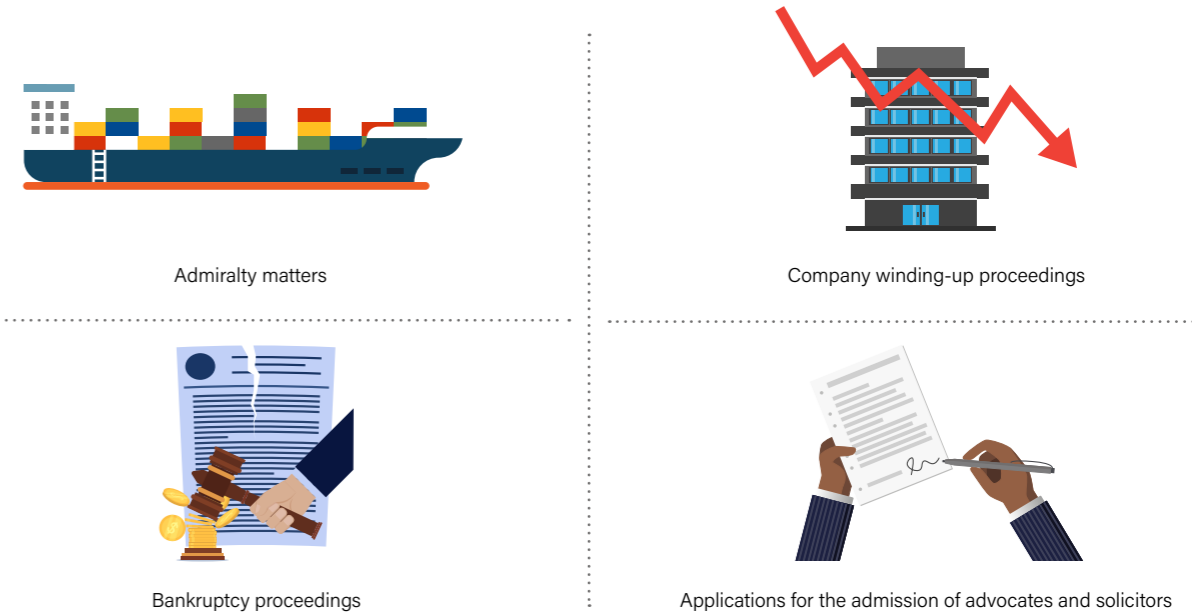 Admiralty matters
Company winding-up proceedings
Bankruptcy proceedings
Applications for the admission of advocates and solicitors